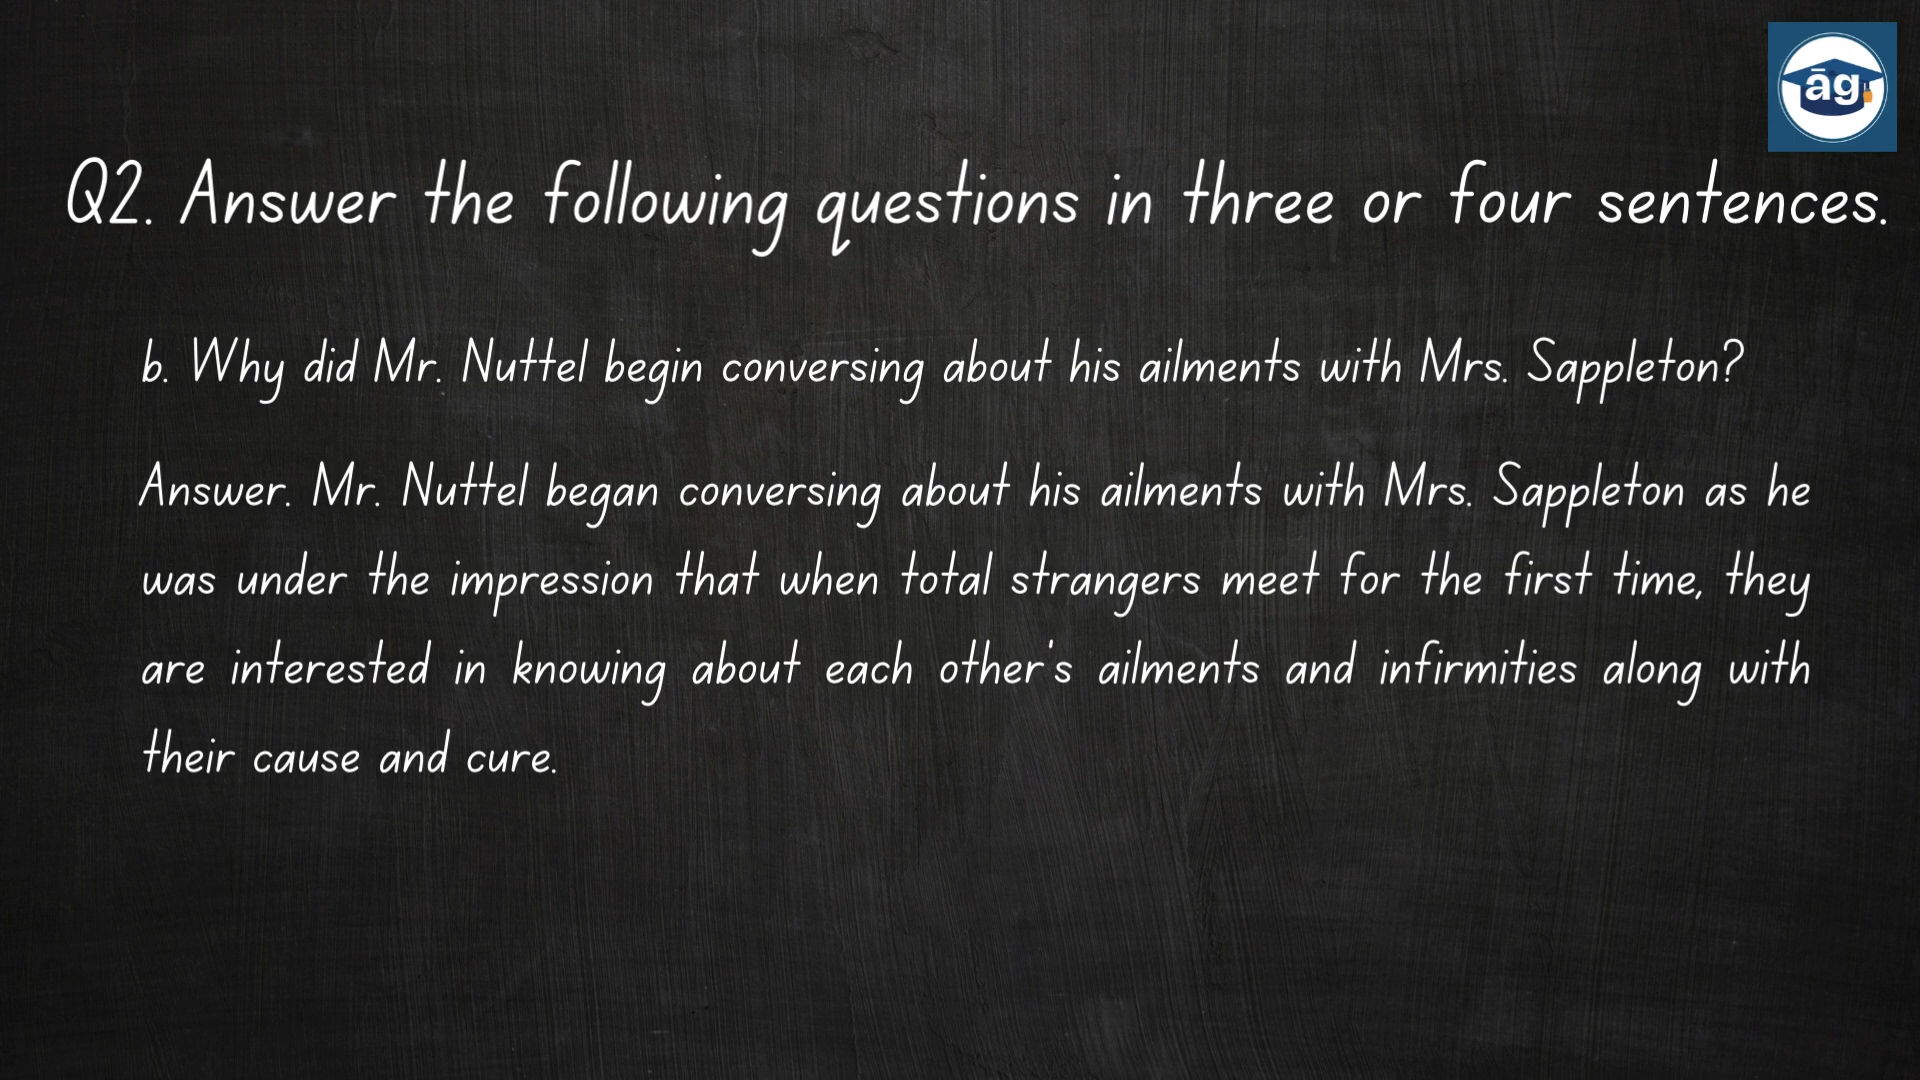 āg
Q2. Answer the following questions in three or four sentences.
b. Why did Mr. Nuttel begin conversing about his ailments with Mrs. Sappleton?
Answer. Mr. Nuttel began conversing about his ailments with Mrs. Sappleton as he
was under the impression that when total strangers meet for the first time, they
are interested in knowing about each other's ailments and infirmities along with
their cause and cure.